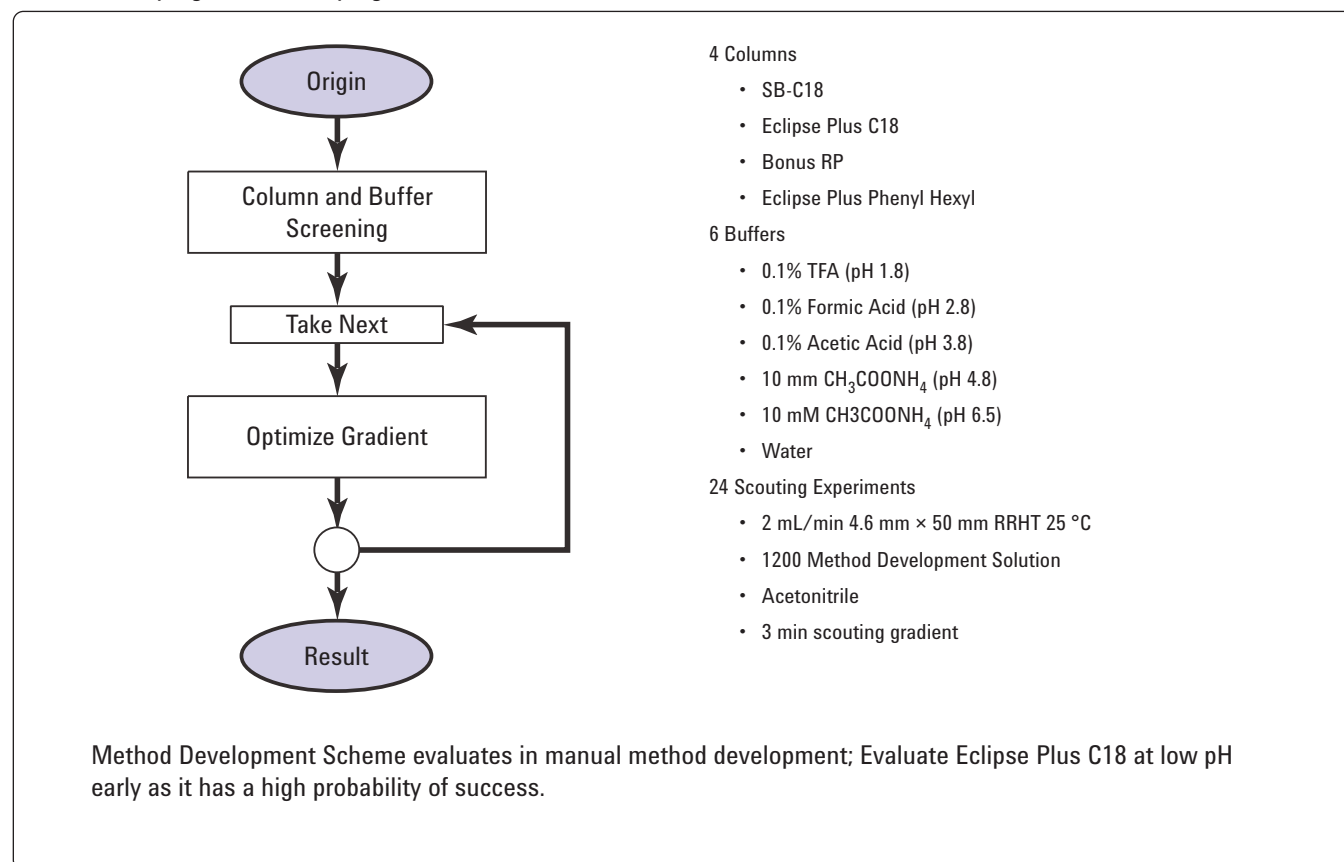 Origin
Column and Buffer
Screening
Take Next
Optimize Gradient
Result
4 Columns
• SB-C18
• Eclipse Plus C18
• Bonus RP
• Eclipse Plus Phenyl Hexyl
6 Buffers
• 0.1% TFA (pH 1.8)
• 0.1% Formic Acid (pH 2.8)
• 0.1% Acetic Acid (pH 3.8)
• 10 mm CH₃COONH₄ (pH 4.8)
• 10 mM CH3COONH₄ (pH 6.5)
• Water
24 Scouting Experiments
• 2 mL/min 4.6 mm × 50 mm RRHT 25 °C
• 1200 Method Development Solution
• Acetonitrile
• 3 min scouting gradient
Method Development Scheme evaluates in manual method development; Evaluate Eclipse Plus C18 at low pH
early as it has a high probability of success.